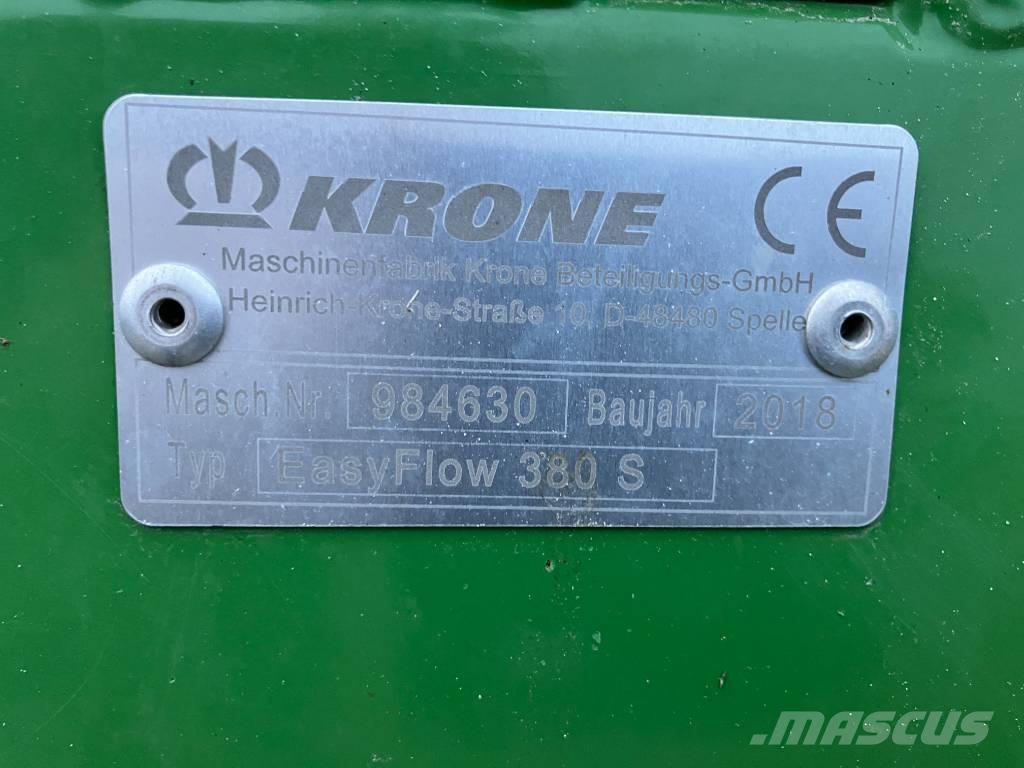 KRONE CE
Maschinenfabrik Krone Beteiligungs-GmbH
Heinrich-Krone-Straße 10, D-48480 Spelle
Masch.Nr. 984630 Baujahr 2018
Typ EasyFlow 380 S
MASCUS